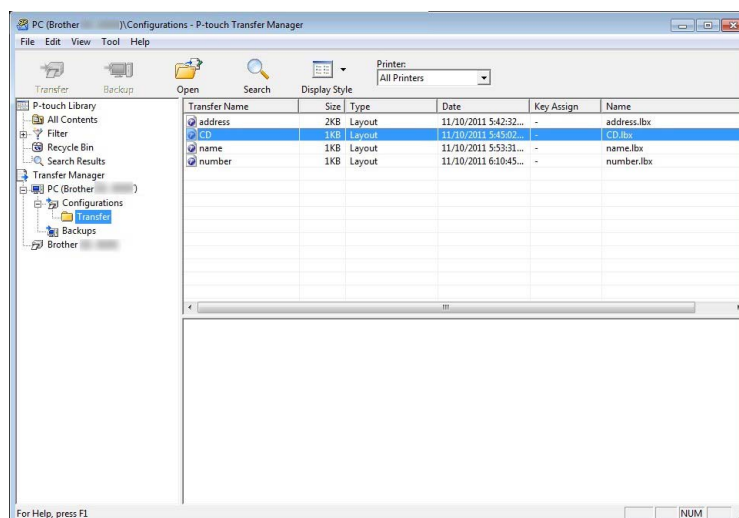 PC (Brother )\Configurations - P-touch Transfer Manager
File Edit View Tool Help
Transfer Backup Open Search Display Style
Printer:
All Printers
P-touch Library
All Contents
Filter
Recycle Bin
Search Results
Transfer Manager
PC (Brother )
Configurations
Transfer
Backups
Brother
Transfer Name Size Type Date Key Assign Name
address 2KB Layout 11/10/2011 5:42:32... - address.lbx
CD 1KB Layout 11/10/2011 5:45:02... - CD.lbx
name 1KB Layout 11/10/2011 5:53:31... - name.lbx
number 1KB Layout 11/10/2011 6:10:45... - number.lbx
For Help, press F1
NUM